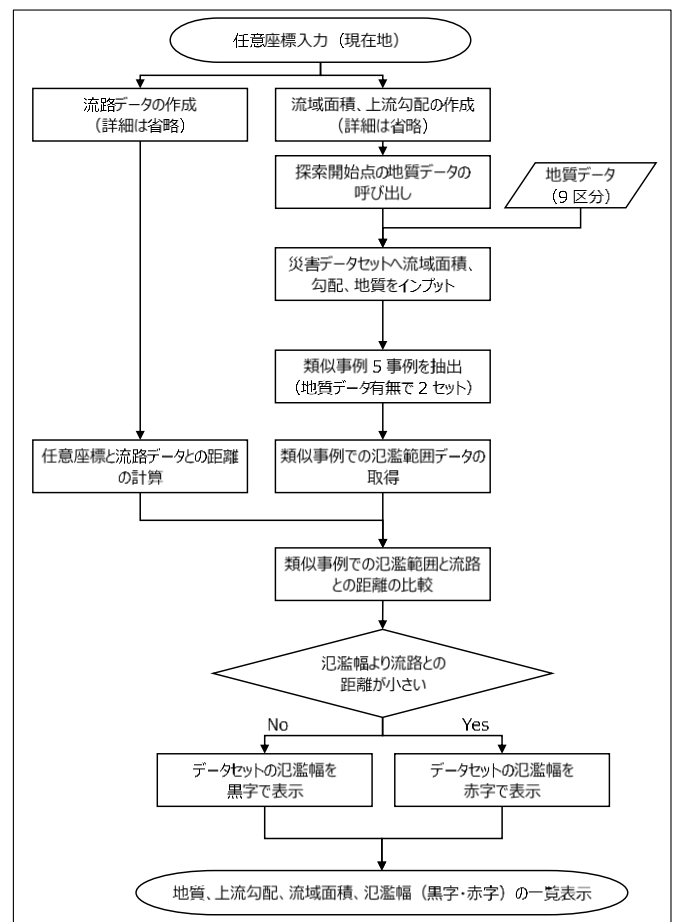 任意座標入力（現在地）
流路データの作成
（詳細は省略）
流域面積、上流勾配の作成
（詳細は省略）
探索開始点の地質データの
呼び出し
地質データ
（9 区分）
災害データセットへ流域面積、
勾配、地質をインプット
類似事例 5 事例を抽出
（地質データ有無で 2 セット）
任意座標と流路データとの距離
の計算
類似事例での氾濫範囲データの
取得
類似事例での氾濫範囲と流路
との距離の比較
氾濫幅より流路との
距離が小さい
No
Yes
データセットの氾濫幅を
黒字で表示
データセットの氾濫幅を
赤字で表示
地質、上流勾配、流域面積、氾濫幅（黒字・赤字）の一覧表示